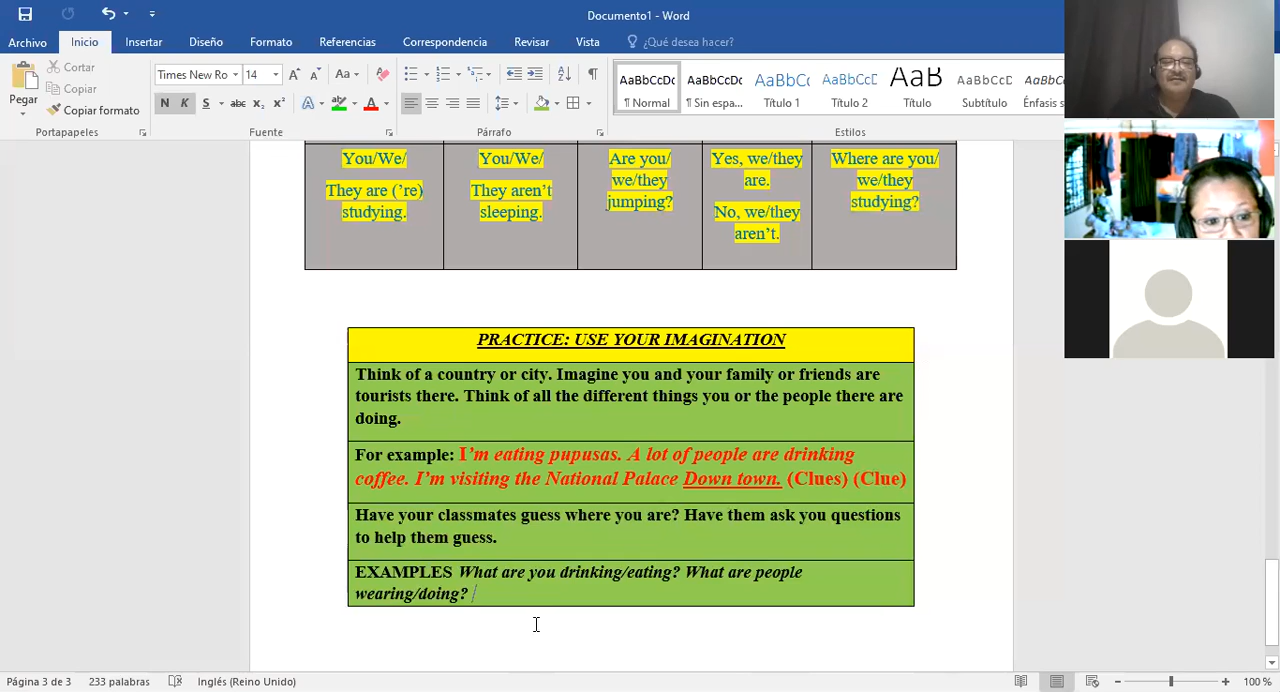 Documento1 - Word
Archivo Inicio Insertar Diseño Formato Referencias Correspondencia Revisar Vista ¿Qué desea hacer?
Pegar
Cortar
Copiar
Copiar formato
Portapapeles
Times New Ro 14
Aa
N K S abc x₂ x²
A A
Fuente
Párrafo
AaBbCcDc AaBbCcDc AaBbCcD AaBbCcD AaB AaBbCcD AaBbCcD
¶ Normal ¶ Sin espa... Título 1 Título 2 Título Subtítulo Énfasis s
Estilos
You/We/
They are ('re)
studying.
You/We/
They aren't
sleeping.
Are you/
we/they
jumping?
Yes, we/they
are.
No, we/they
aren't.
Where are you/
we/they
studying?
PRACTICE: USE YOUR IMAGINATION
Think of a country or city. Imagine you and your family or friends are
tourists there. Think of all the different things you or the people there are
doing.
For example: I'm eating pupusas. A lot of people are drinking
coffee. I'm visiting the National Palace Down town. (Clues) (Clue)
Have your classmates guess where you are? Have them ask you questions
to help them guess.
EXAMPLES What are you drinking/eating? What are people
wearing/doing?
Página 3 de 3 233 palabras Inglés (Reino Unido) 100 %